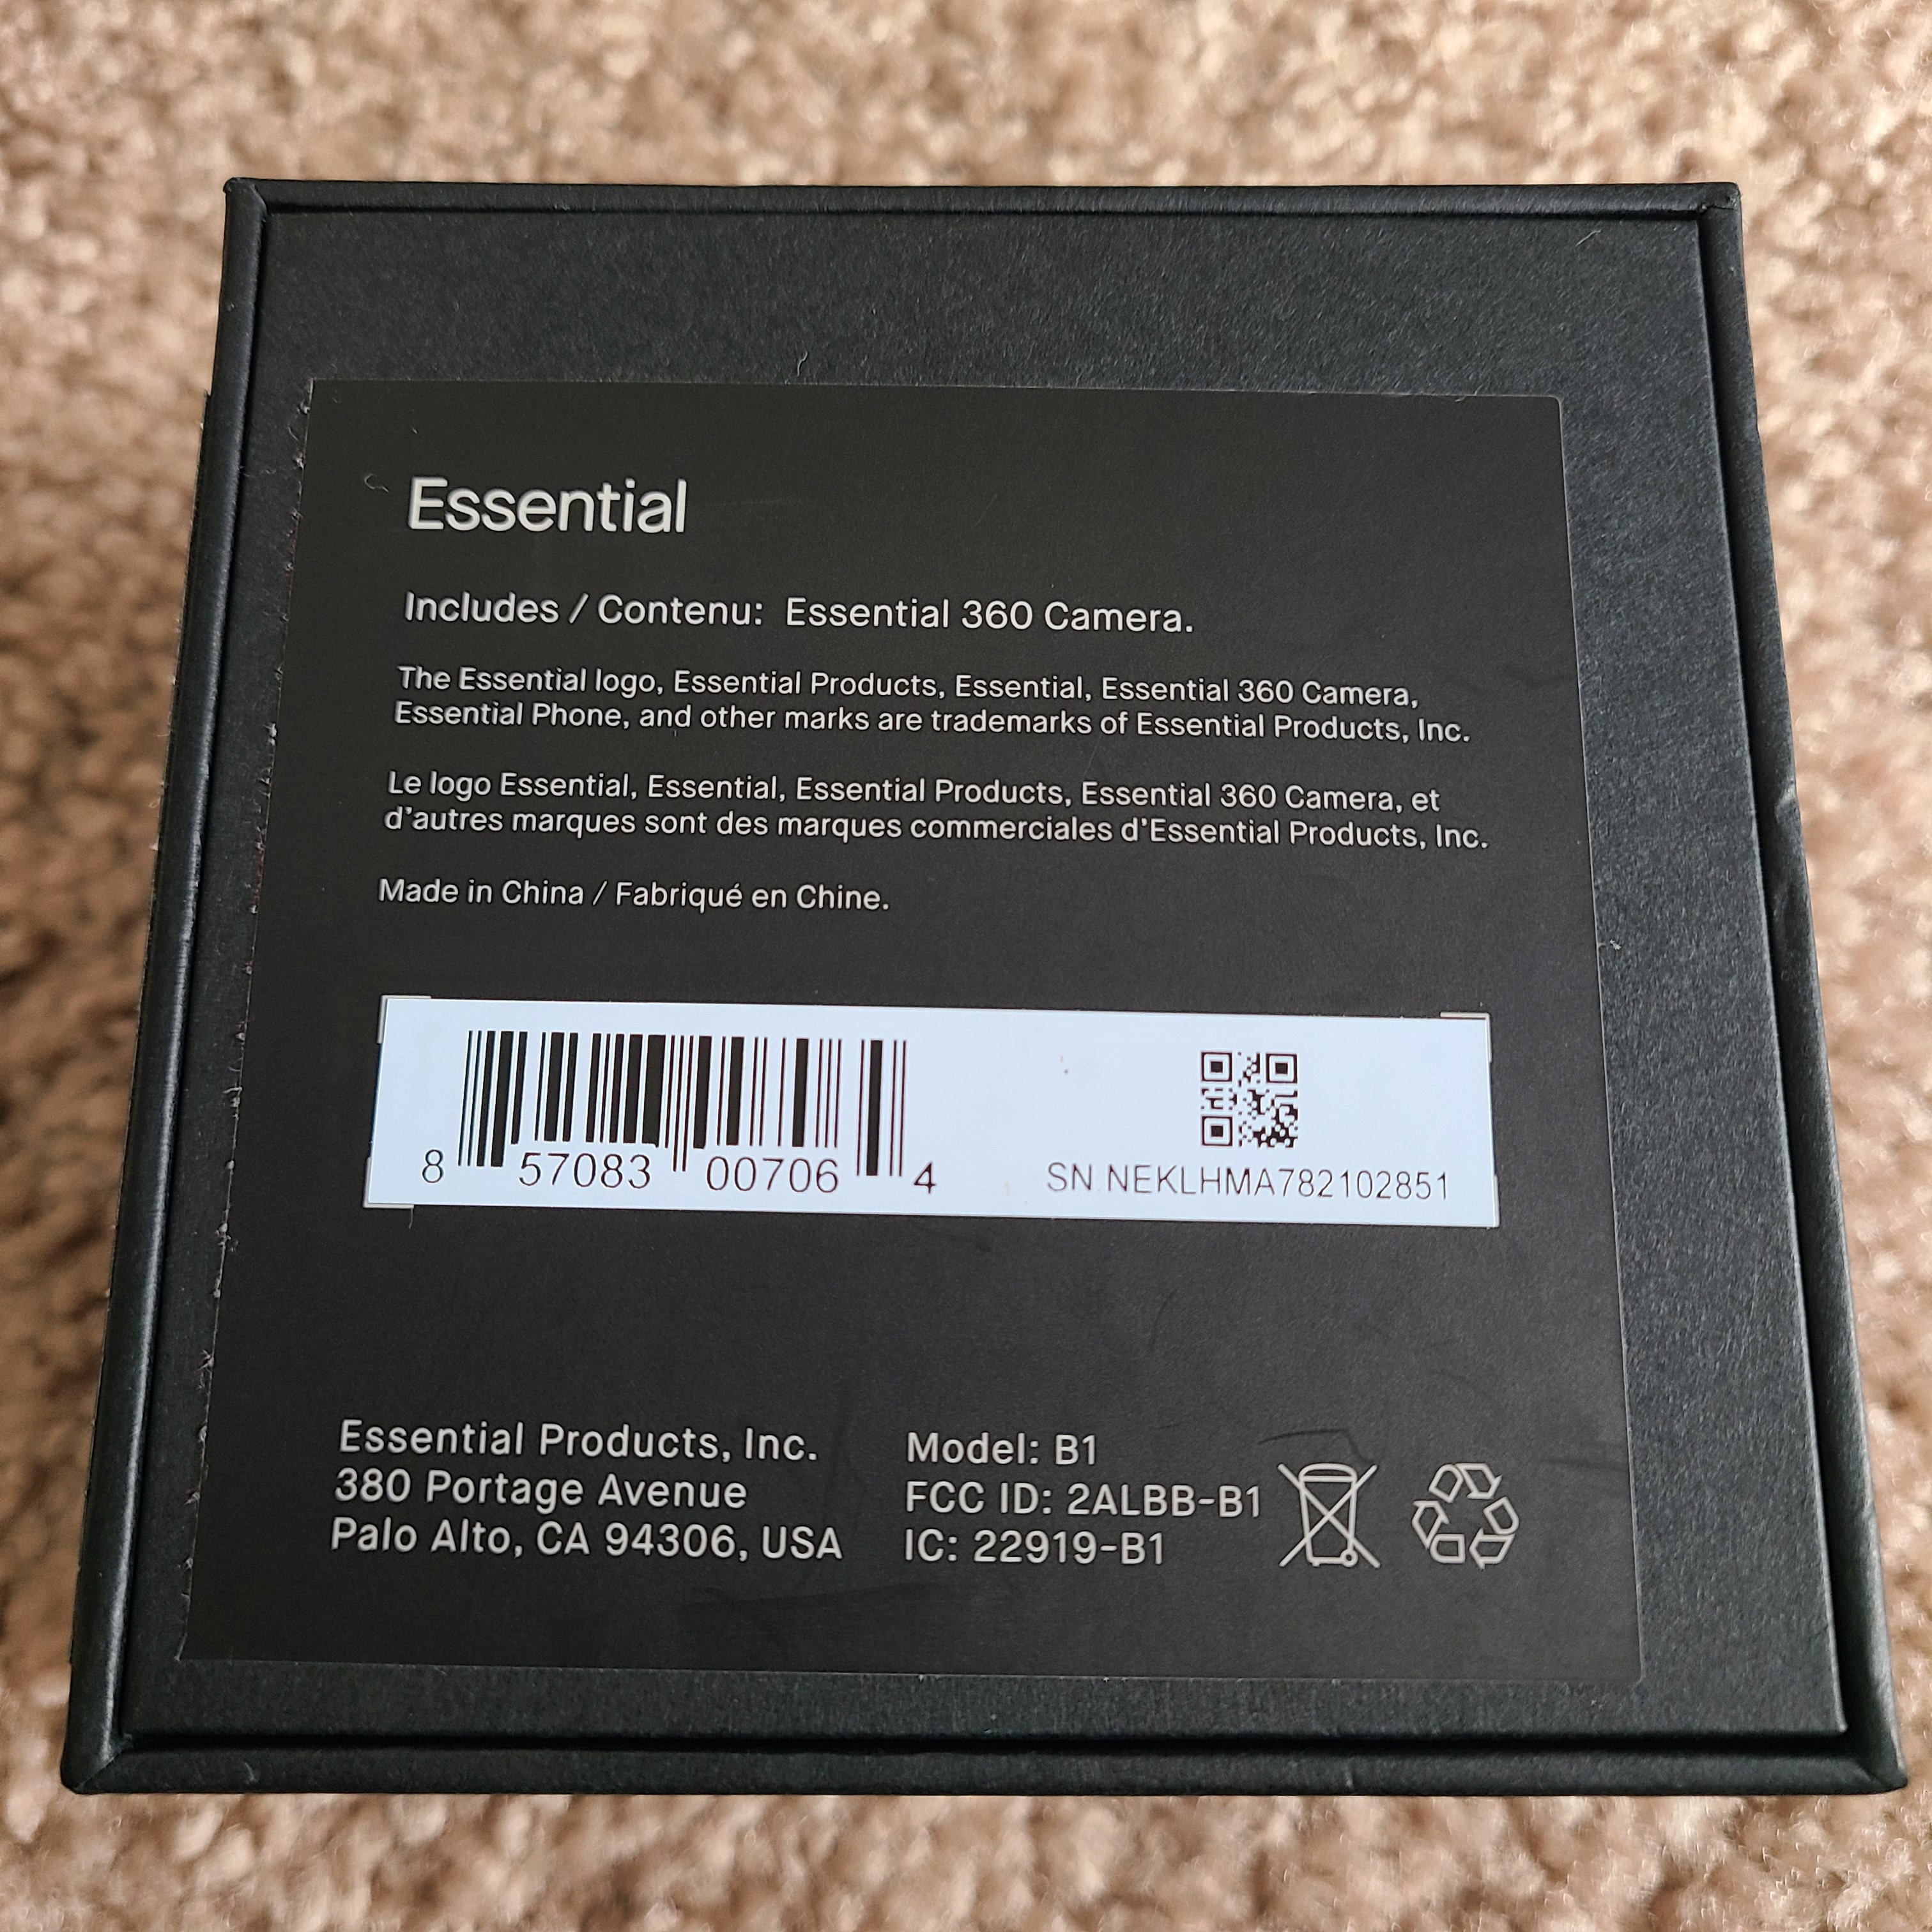 Essential
Includes / Contenu: Essential 360 Camera.
The Essential logo, Essential Products, Essential, Essential 360 Camera,
Essential Phone, and other marks are trademarks of Essential Products, Inc.
Le logo Essential, Essential, Essential Products, Essential 360 Camera, et
d'autres marques sont des marques commerciales d'Essential Products, Inc.
Made in China / Fabriqué en Chine.
8 57083 00706 4
SN NEKLHMA782102851
Essential Products, Inc.
380 Portage Avenue
Palo Alto, CA 94306, USA
Model: B1
FCC ID: 2ALBB-B1
IC: 22919-B1